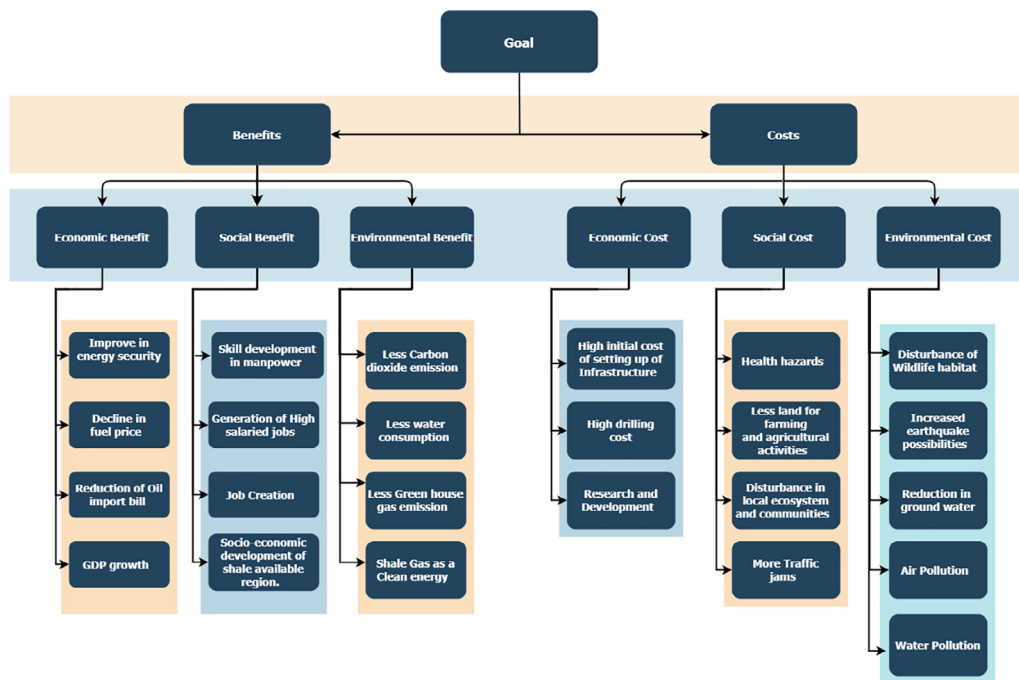 Goal
Benefits
Costs
Economic Benefit
Social Benefit
Environmental Benefit
Economic Cost
Social Cost
Environmental Cost
Improve in
energy security
Decline in
fuel price
Reduction of Oil
import bill
GDP growth
Skill development
in manpower
Generation of High
salaried jobs
Job Creation
Socio-economic
development of
shale available
region.
Less Carbon
dioxide emission
Less water
consumption
Less Green house
gas emission
Shale Gas as a
Clean energy
High initial cost
of setting up of
Infrastructure
High drilling
cost
Research and
Development
Health hazards
Less land for
farming
and agricultural
activities
Disturbance in
local ecosystem
and communities
More Traffic
jams
Disturbance of
Wildlife habitat
Increased
earthquake
possibilities
Reduction in
ground water
Air Pollution
Water Pollution